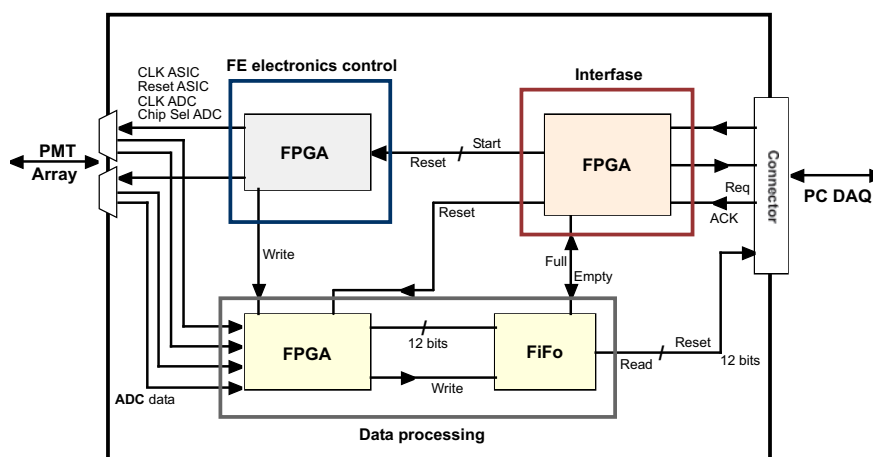 FE electronics control
Interfase
CLK ASIC
Reset ASIC
CLK ADC
Chip Sel ADC
PMT
Array
FPGA
Reset
Start
FPGA
Req
ACK
Connector
PC DAQ
Reset
Write
Full
Empty
FPGA
12 bits
Write
FiFo
Read
Reset
12 bits
ADC data
Data processing